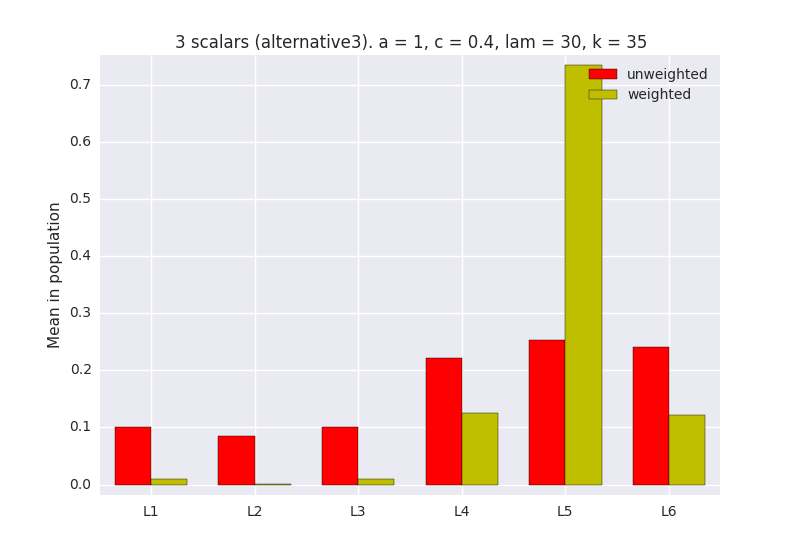 3 scalars (alternative3). a = 1, c = 0.4, lam = 30, k = 35
unweighted
weighted
Mean in population
0.7
0.6
0.5
0.4
0.3
0.2
0.1
0.0
L1 L2 L3 L4 L5 L6